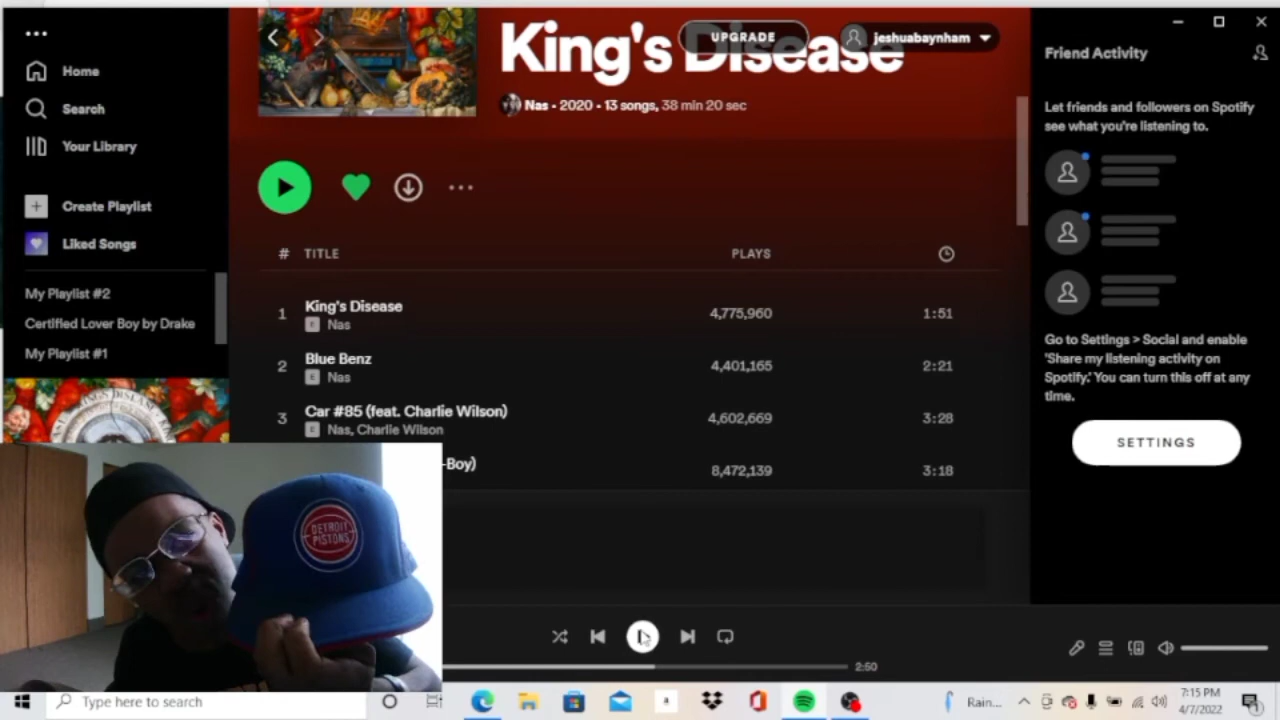 King's Disease
UPGRADE
jeshuabaynham
Nas • 2020 • 13 songs, 38 min 20 sec
Home
Search
Your Library
Create Playlist
Liked Songs
My Playlist #2
Certified Lover Boy by Drake
My Playlist #1
# TITLE PLAYS
1 King's Disease 4,775,960 1:51
E Nas
2 Blue Benz 4,401,165 2:21
E Nas
3 Car #85 (feat. Charlie Wilson) 4,602,669 3:28
E Nas, Charlie Wilson
-Boy) 8,472,139 3:18
Friend Activity
Let friends and followers on Spotify
see what you're listening to.
Go to Settings > Social and enable
'Share my listening activity on
Spotify.' You can turn this off at any
time.
SETTINGS
KING'S DISEASE
DETROIT
PISTONS
2:50
Type here to search
Rain...
7:15 PM
4/7/2022